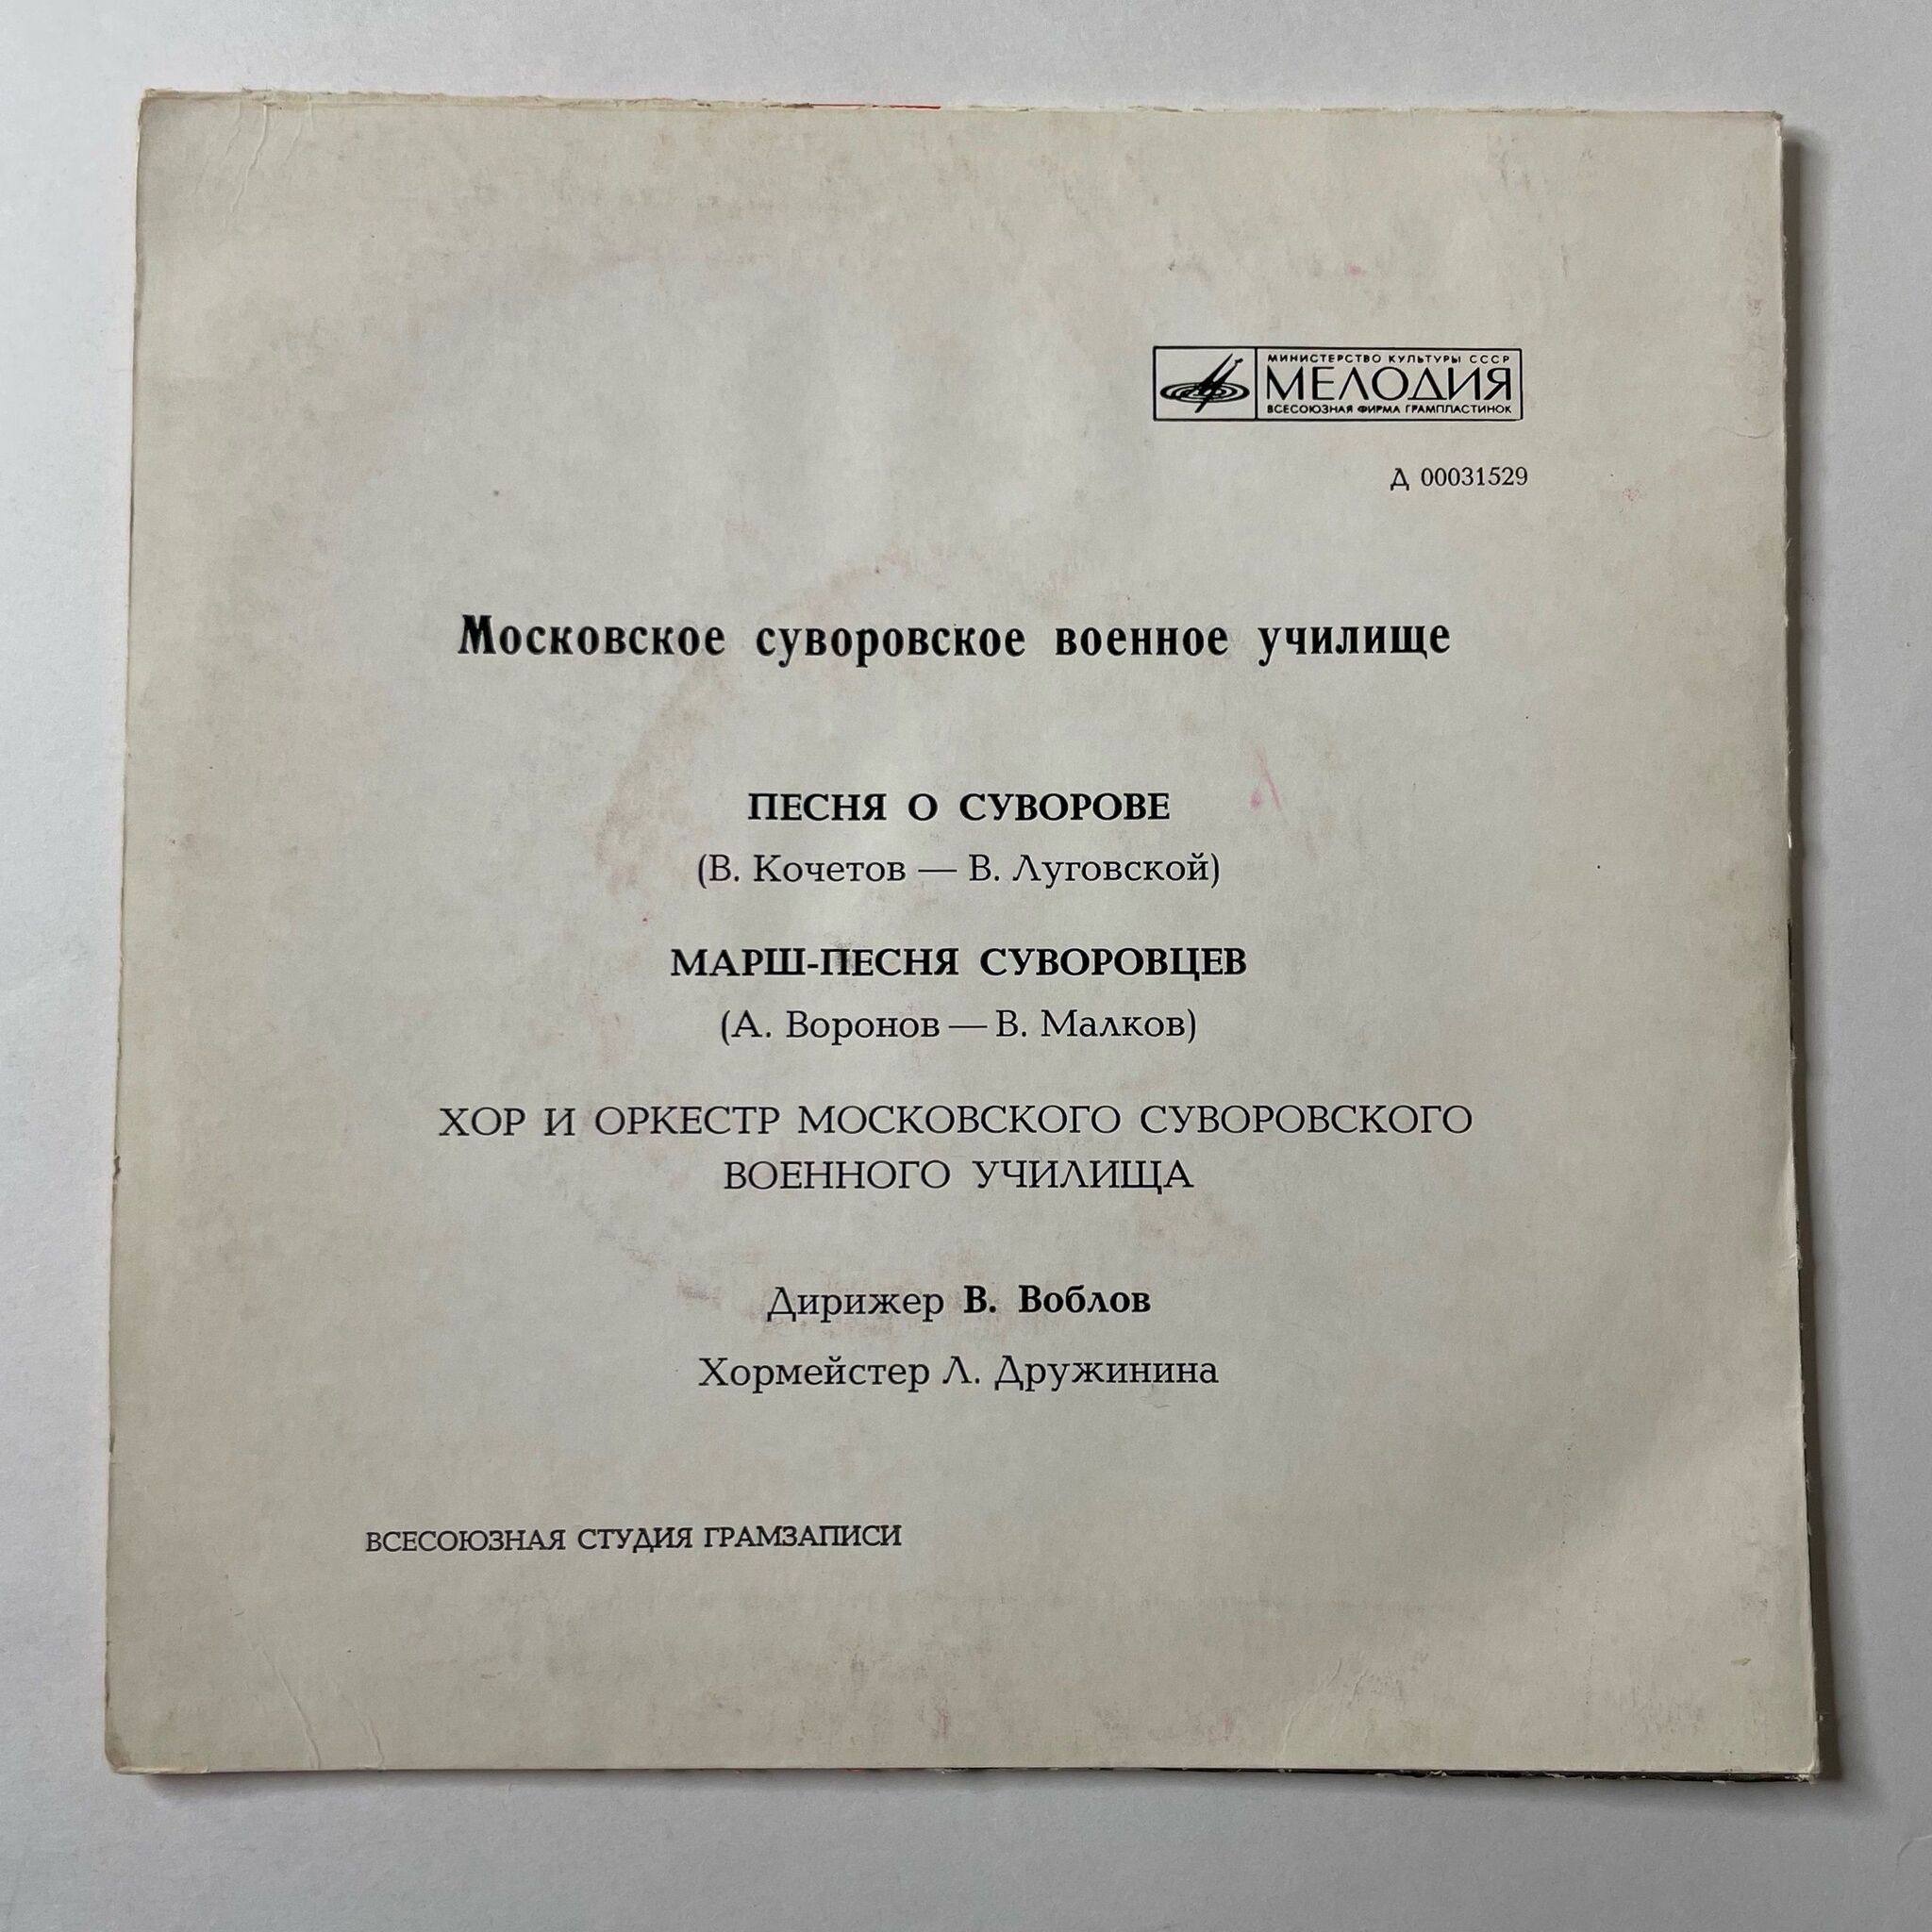 МИНИСТЕРСТВО КУЛЬТУРЫ СССР
МЕЛОДИЯ
ВСЕСОЮЗНАЯ ФИРМА ГРАМПЛАСТИНОК
Д 00031529
Московское суворовское военное училище
ПЕСНЯ О СУВОРОВЕ
(В. Кочетов — В. Луговской)
МАРШ-ПЕСНЯ СУВОРОВЦЕВ
(А. Воронов — В. Малков)
ХОР И ОРКЕСТР МОСКОВСКОГО СУВОРОВСКОГО
ВОЕННОГО УЧИЛИЩА
Дирижер В. Воблов
Хормейстер Л. Дружинина
ВСЕСОЮЗНАЯ СТУДИЯ ГРАМЗАПИСИ